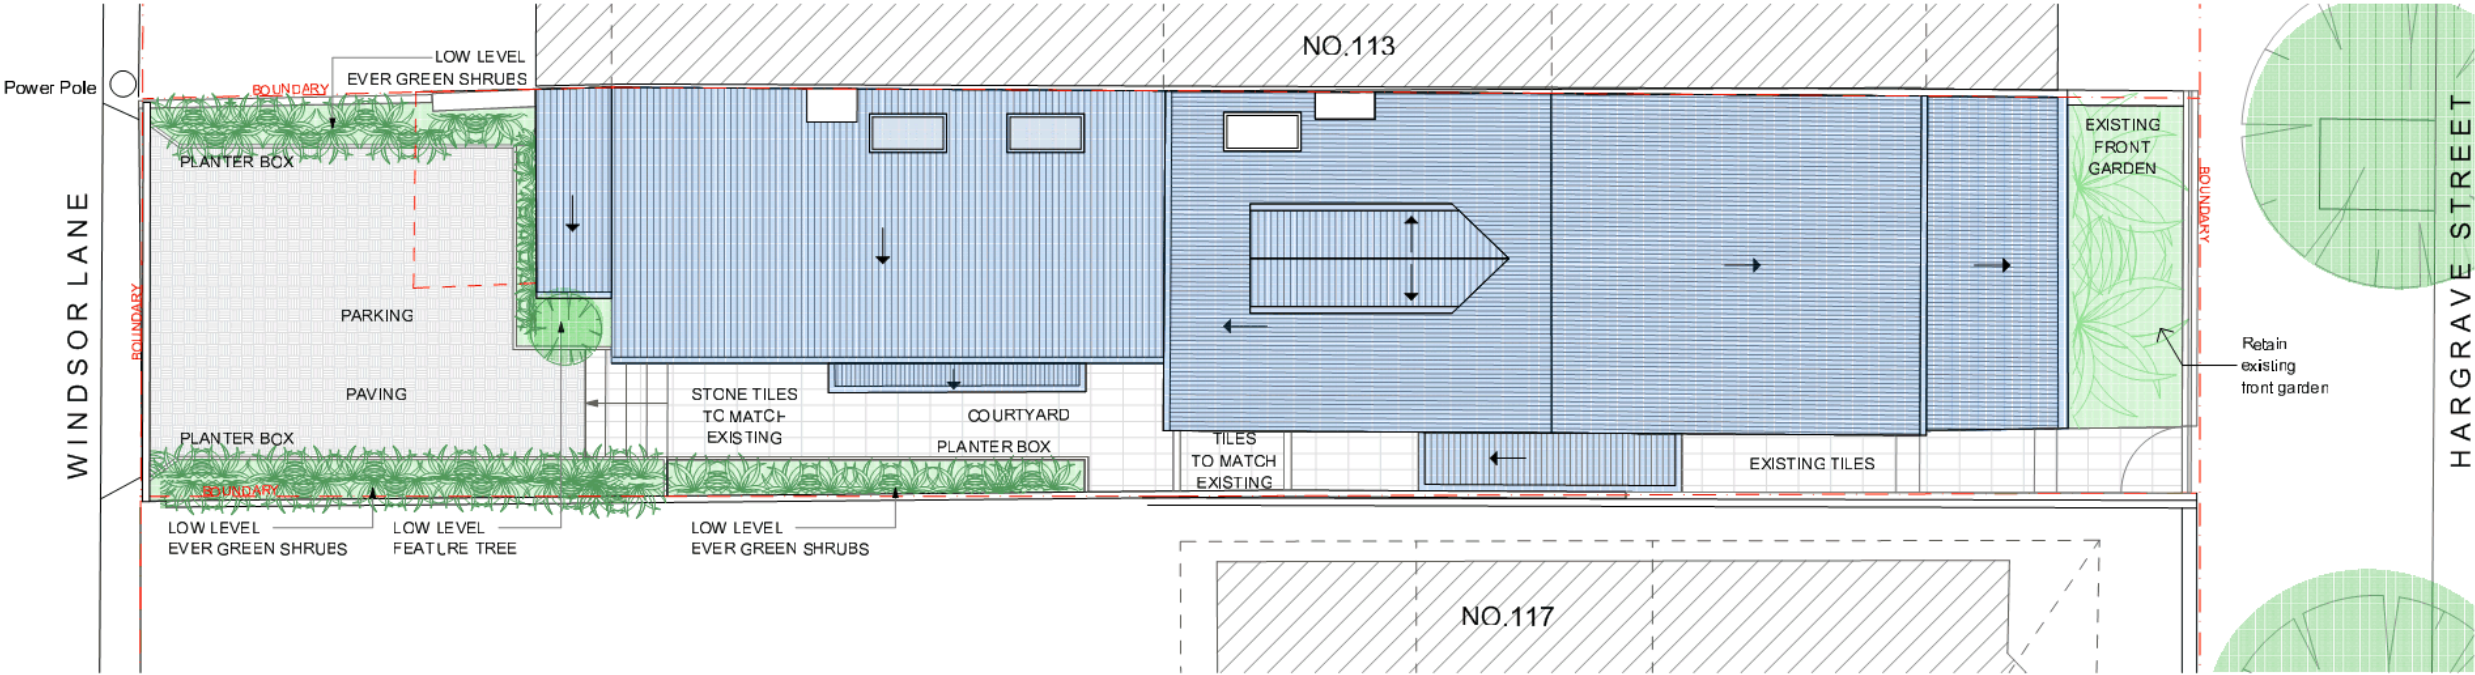 NO.113
LOW LEVEL
EVER GREEN SHRUBS
Power Pole
BOUNDARY
PLANTER BOX
EXISTING
FRONT
GARDEN
BOUNDARY
HARGRAVE STREET
WINDSOR LANE
BOUNDARY
PARKING
PAVING
Retain
existing
front garden
STONE TILES
TO MATCH
EXISTING
COURTYARD
PLANTER BOX
PLANTER BOX
TILES
TO MATCH
EXISTING
EXISTING TILES
BOUNDARY
LOW LEVEL
EVER GREEN SHRUBS
LOW LEVEL
FEATURE TREE
LOW LEVEL
EVER GREEN SHRUBS
NO.117